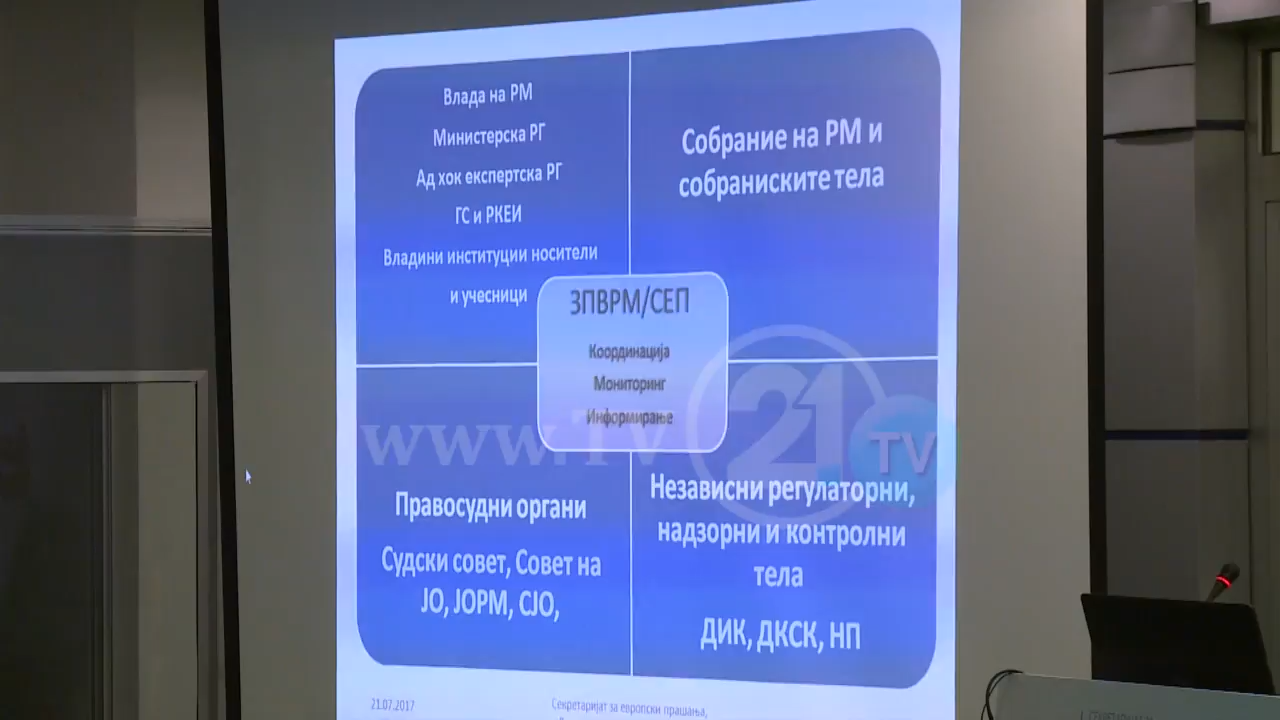 Влада на РМ
Министерска РГ
Ад хок експертска РГ
ГС и РКЕИ
Владини институции носители
и учесници
Собрание на РМ и
собраниските тела
ЗПВРМ/СЕП
Координација
Мониторинг
Информирање
www.Tv
21
TV
Правосудни органи
Судски совет, Совет на
ЈО, ЈОРМ, СЈО,
Независни регулаторни,
надзорни и контролни
тела
ДИК, ДКСК, НП
21.07.2017
Секретаријат за европски прашања,